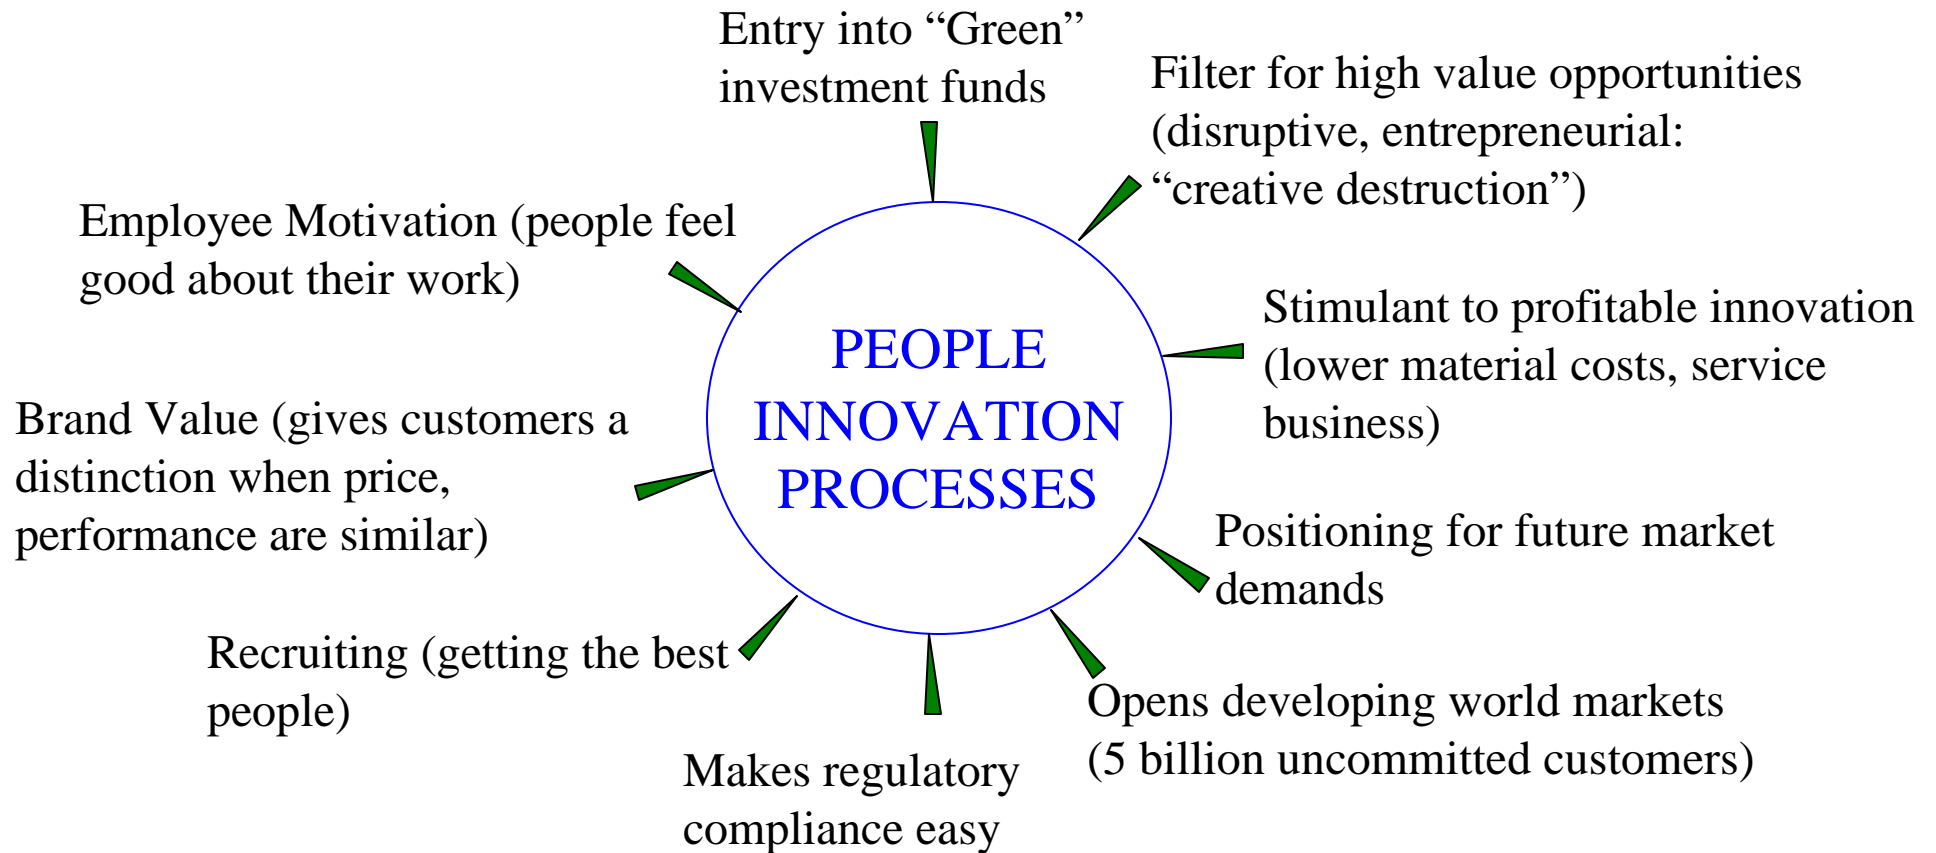 Entry into “Green”
investment funds
Filter for high value opportunities
(disruptive, entrepreneurial:
“creative destruction”)
Employee Motivation (people feel
good about their work)
Stimulant to profitable innovation
(lower material costs, service
business)
PEOPLE
INNOVATION
PROCESSES
Brand Value (gives customers a
distinction when price,
performance are similar)
Positioning for future market
demands
Recruiting (getting the best
people)
Opens developing world markets
(5 billion uncommitted customers)
Makes regulatory
compliance easy